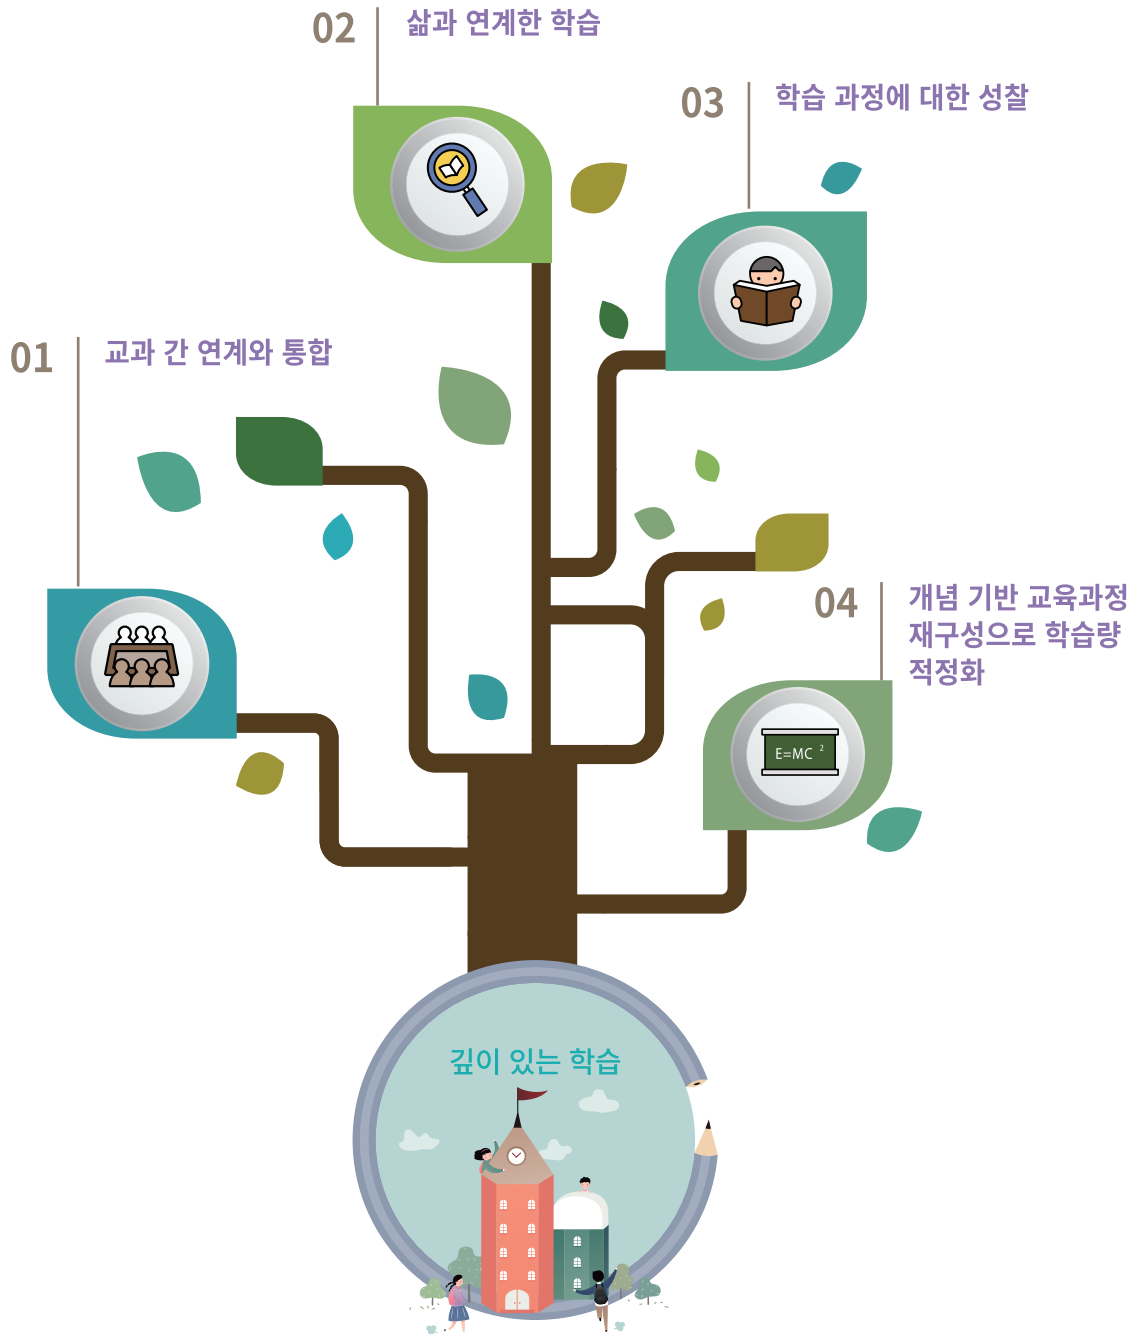 01
교과 간 연계와 통합
02
삶과 연계한 학습
03
학습 과정에 대한 성찰
04
개념 기반 교육과정
재구성으로 학습량
적정화
E=MC 2
깊이 있는 학습